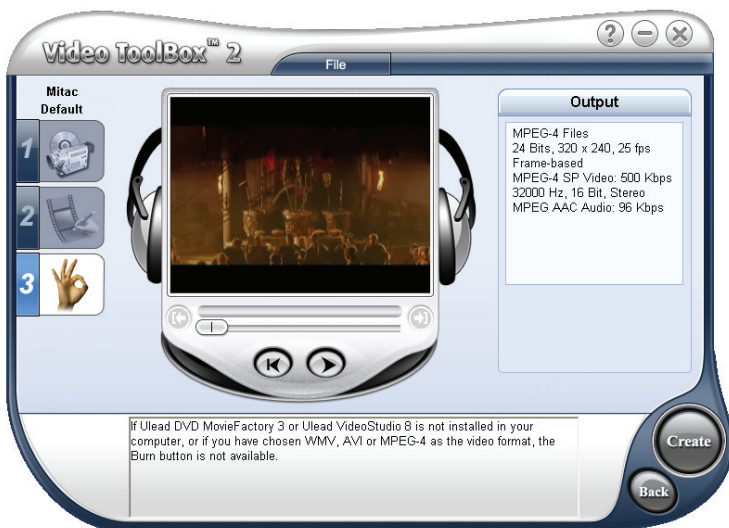 Video ToolBox™ 2
File
Mitac
Default
1
2
3
Output
MPEG-4 Files
24 Bits, 320 x 240, 25 fps
Frame-based
MPEG-4 SP Video: 500 Kbps
32000 Hz, 16 Bit, Stereo
MPEG AAC Audio: 96 Kbps
If Ulead DVD MovieFactory 3 or Ulead VideoStudio 8 is not installed in your
computer, or if you have chosen WMV, AVI or MPEG-4 as the video format, the
Burn button is not available.
Create
Back